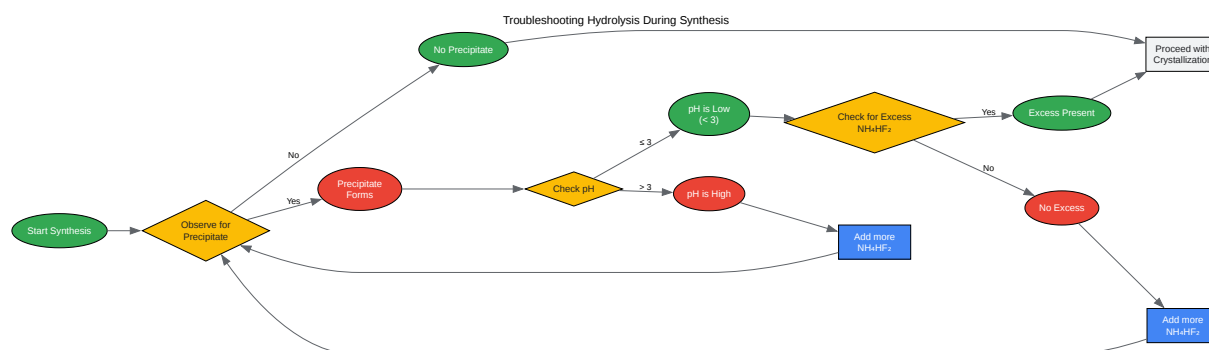 Troubleshooting Hydrolysis During Synthesis
No Precipitate
Proceed with
Crystallization
pH is Low
(< 3)
Check for Excess
NH₄HF₂
Yes
Excess Present
No
≤ 3
Precipitate
Forms
Check pH
> 3
pH is High
No
Yes
No Excess
Start Synthesis
Observe for
Precipitate
Add more
NH₄HF₂
Add more
NH₄HF₂